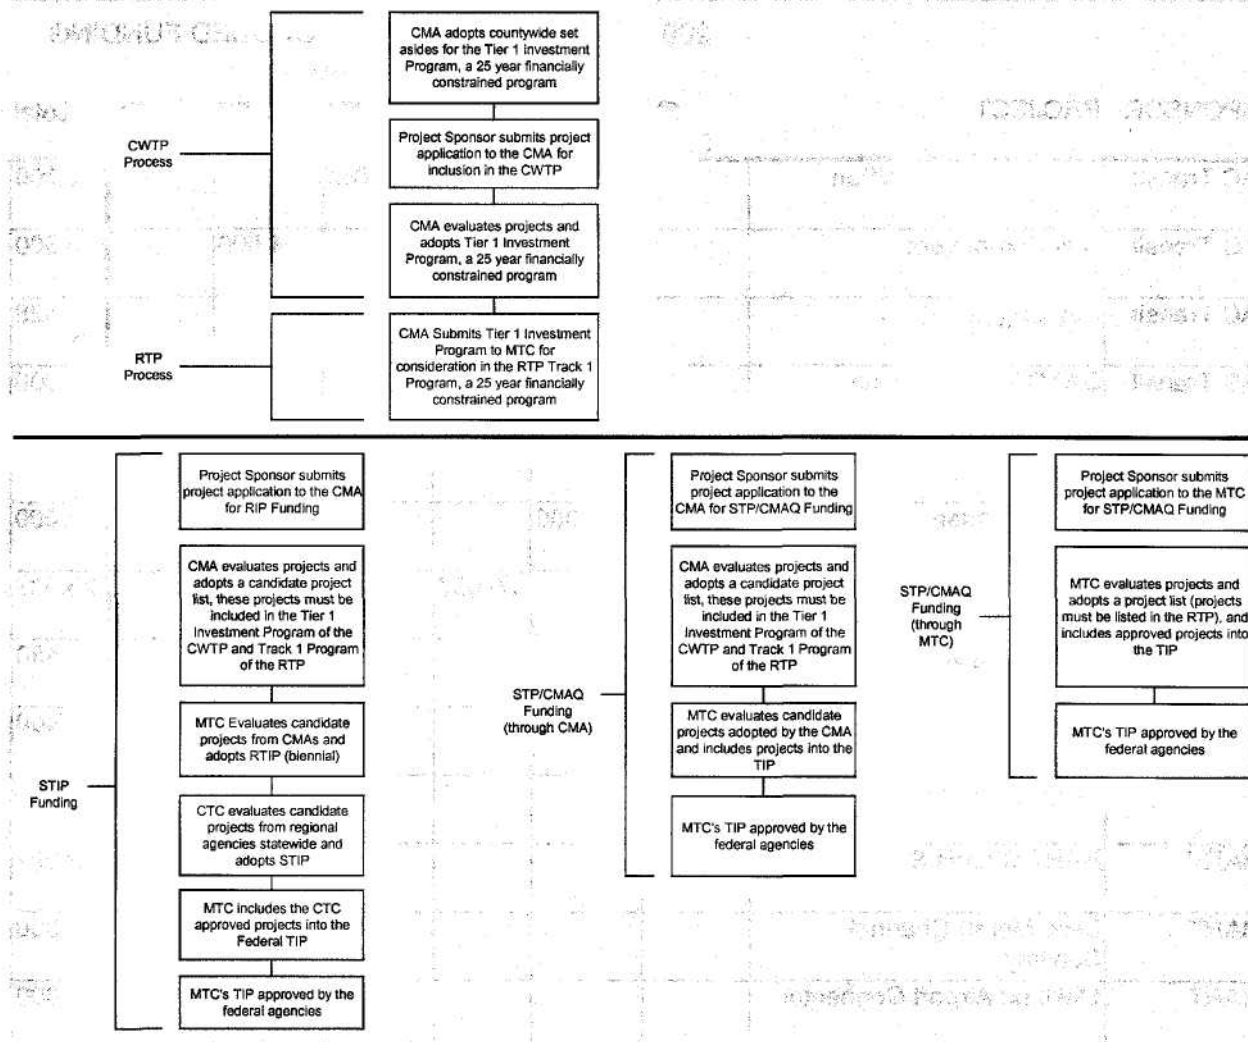 CMA adopts countywide set
asides for the Tier 1 Investment
Program, a 25 year financially
constrained program
CWTP
Process
Project Sponsor submits project
application to the CMA for
inclusion in the CWTP
CMA evaluates projects and
adopts Tier 1 Investment
Program, a 25 year financially
constrained program
RTP
Process
CMA Submits Tier 1 Investment
Program to MTC for
consideration in the RTP Track 1
Program, a 25 year financially
constrained program
STIP
Funding
Project Sponsor submits
project application to the CMA
for RIP Funding
CMA evaluates projects and
adopts a candidate project
list, these projects must be
included in the Tier 1
Investment Program of the
CWTP and Track 1 Program
of the RTP
MTC Evaluates candidate
projects from CMAs and
adopts RTIP (biennial)
CTC evaluates candidate
projects from regional
agencies statewide and
adopts STIP
MTC includes the CTC
approved projects into the
Federal TIP
MTC's TIP approved by the
federal agencies
STP/CMAQ
Funding
(through CMA)
Project Sponsor submits
project application to the
CMA for STP/CMAQ Funding
CMA evaluates projects and
adopts a candidate project
list, these projects must be
included in the Tier 1
Investment Program of the
CWTP and Track 1 Program
of the RTP
MTC evaluates candidate
projects adopted by the CMA
and includes projects into the
TIP
MTC's TIP approved by the
federal agencies
STP/CMAQ
Funding
(through
MTC)
Project Sponsor submits
project application to the MTC
for STP/CMAQ Funding
MTC evaluates projects and
adopts a project list (projects
must be listed in the RTP), and
includes approved projects into
the TIP
MTC's TIP approved by the
federal agencies